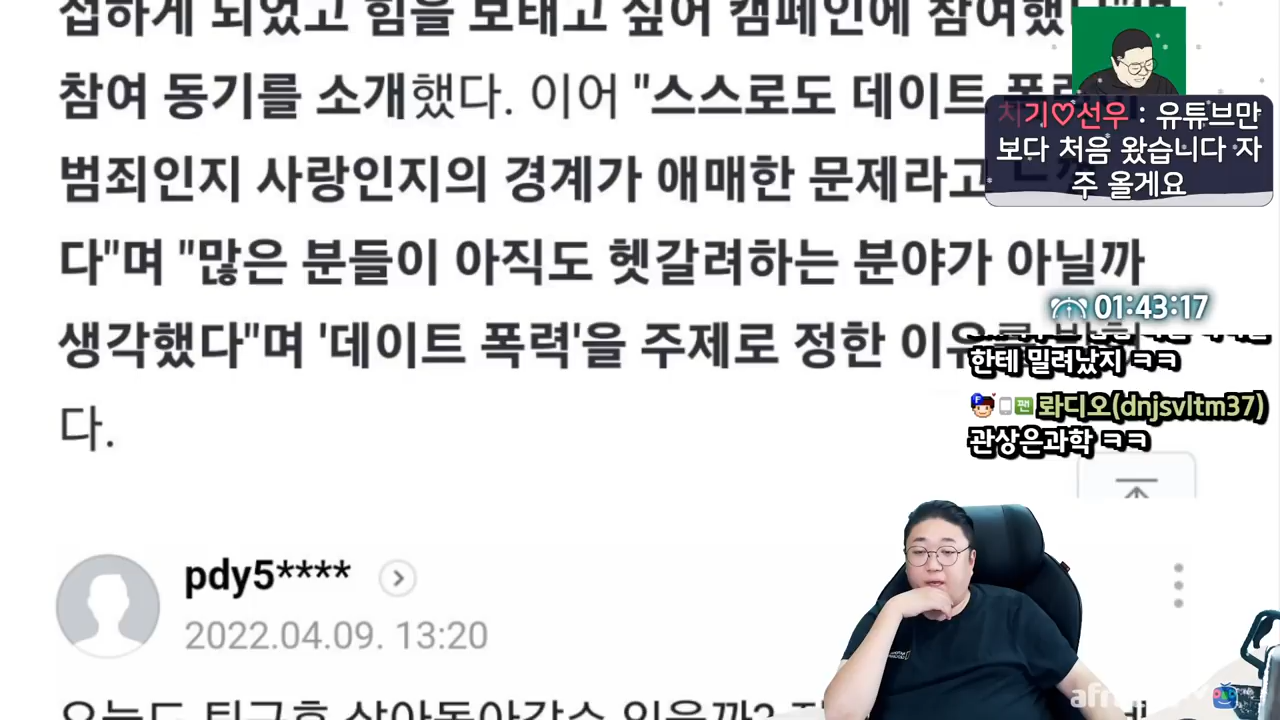 접하게 되었고 힘을 보태고 싶어 캠페인에 참여했다"며
참여 동기를 소개했다. 이어 "스스로도 데이트
범죄인지 사랑인지의 경계가 애매한 문제라고
다"며 "많은 분들이 아직도 헷갈려하는 분야가 아닐까
생각했다"며 '데이트 폭력'을 주제로 정한 이유를
다.
pdy5****
2022.04.09. 13:20
치기♡선우 : 유튜브만
보다 처음 왔습니다 자
주 올게요
01:43:17
한테 밀려났지 ㅋㅋ
F 팬 롸디오(dnjsvltm37)
관상은과학 ㅋㅋ